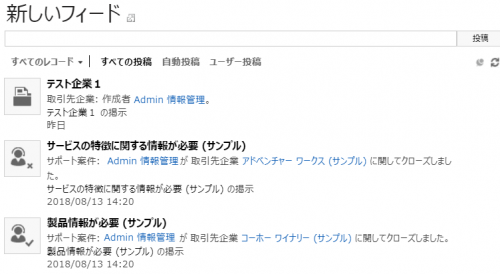 新しいフィード
投稿
すべてのレコード すべての投稿 自動投稿 ユーザー投稿
テスト企業１
取引先企業: 作成者 Admin 情報管理。
テスト企業１ の掲示
昨日
サービスの特徴に関する情報が必要 (サンプル)
サポート案件: Admin 情報管理 が 取引先企業 アドベンチャー ワークス (サンプル) に関してクローズしまし
た。
サービスの特徴に関する情報が必要 (サンプル) の掲示
2018/08/13 14:20
製品情報が必要 (サンプル)
サポート案件: Admin 情報管理 が 取引先企業 コーホー ワイナリー (サンプル) に関してクローズしました。
製品情報が必要 (サンプル) の掲示
2018/08/13 14:20